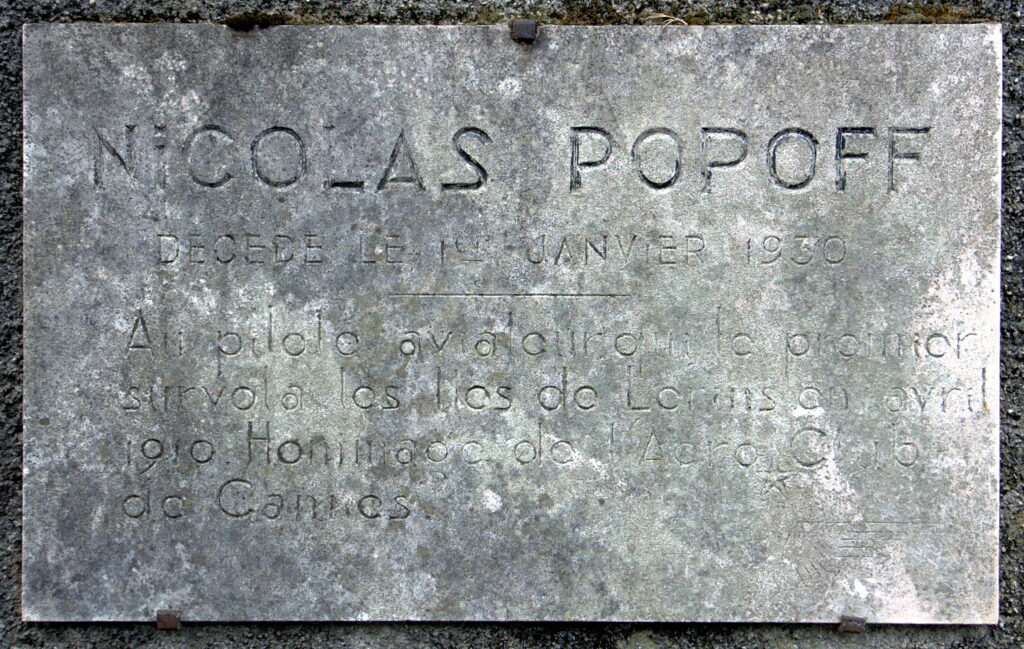 NICOLAS POPOFF
DECEDE LE 1er JANVIER 1930
Au pilote aviateur qui le premier
survola les Iles de Lerins en avril
1910 Hommage de l'Aero Club
de Cannes.